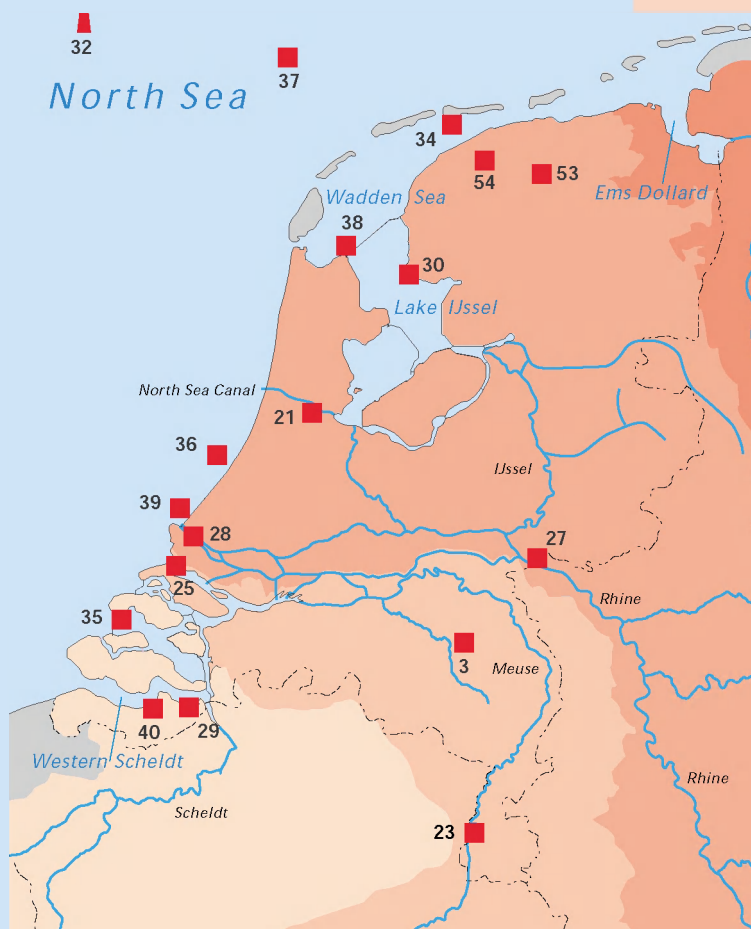 32
37
North Sea
34
54
53
Ems Dollard
Wadden Sea
38
30
Lake IJssel
North Sea Canal
21
36
IJssel
39
28
27
25
Rhine
35
3
Meuse
40
29
Western Scheldt
Rhine
Scheldt
23